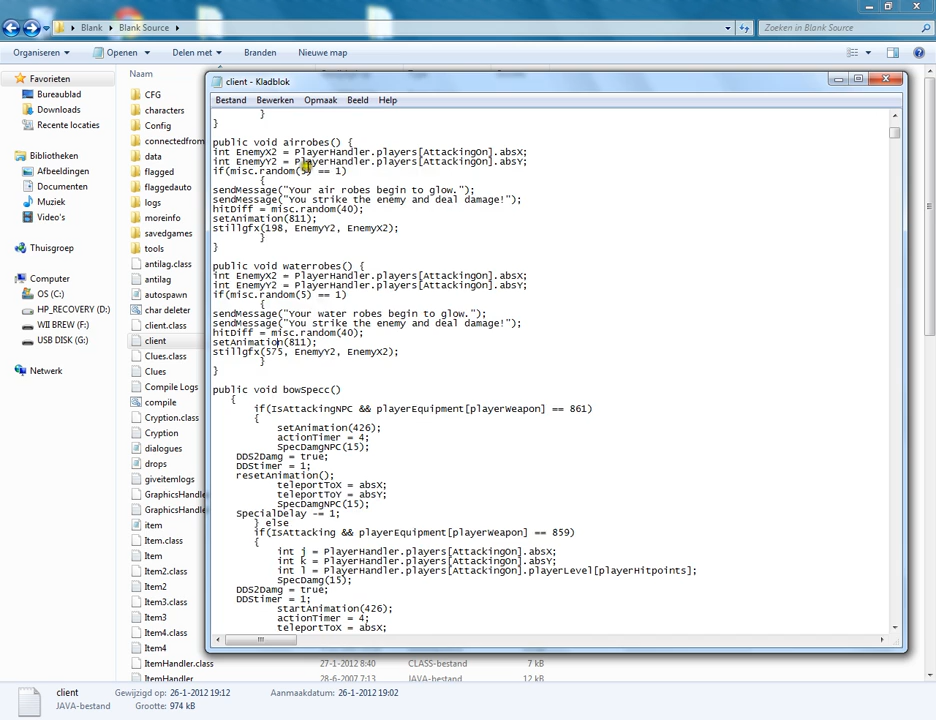 Blank ▸ Blank Source ▸
Zoeken in Blank Source
Organiseren
Openen
Delen met
Branden
Nieuwe map
Favorieten
Bureaublad
Downloads
Recente locaties
Bibliotheken
Afbeeldingen
Documenten
Muziek
Video's
Thuisgroep
Computer
OS (C:)
HP_RECOVERY (D:)
WII BREW (F:)
USB DISK (G:)
Netwerk
Naam
CFG
characters
Config
connectedfrom
data
flagged
flaggedauto
logs
moreinfo
savedgames
tools
antilag.class
antilag
autospawn
char deleter
client.class
client
Clues.class
Clues
Compile Logs
compile
Cryption.class
Cryption
dialogues
drops
giveitemlogs
GraphicsHandle
GraphicsHandle
item
Item.class
Item
Item2.class
Item2
Item3.class
Item3
Item4.class
Item4
ItemHandler.class
27-1-2012 8:40
CLASS-bestand
7 kB
ItemHandler
28-6-2007 7:13
JAVA-bestand
12 kB
client - Kladblok
Bestand Bewerken Opmaak Beeld Help
}
}
public void airrobes() {
int EnemyX2 = PlayerHandler.players[AttackingOn].absX;
int EnemyY2 = PlayerHandler.players[AttackingOn].absY;
if(misc.random(5) == 1)
{
sendMessage("Your air robes begin to glow.");
sendMessage("You strike the enemy and deal damage!");
hitDiff = misc.random(40);
setAnimation(811);
stillgfx(198, EnemyY2, EnemyX2);
}
}
public void waterrobes() {
int EnemyX2 = PlayerHandler.players[AttackingOn].absX;
int EnemyY2 = PlayerHandler.players[AttackingOn].absY;
if(misc.random(5) == 1)
{
sendMessage("Your water robes begin to glow.");
sendMessage("You strike the enemy and deal damage!");
hitDiff = misc.random(40);
setAnimation(811);
stillgfx(575, EnemyY2, EnemyX2);
}
}
public void bowSpecc()
{
if(IsAttackingNPC && playerEquipment[playerWeapon] == 861)
{
setAnimation(426);
actionTimer = 4;
SpecDamgNPC(15);
DDS2Damg = true;
DDStimer = 1;
resetAnimation();
teleportToX = absX;
teleportToY = absY;
SpecDamgNPC(15);
SpecialDelay -= 1;
} else
if(IsAttacking && playerEquipment[playerWeapon] == 859)
{
int j = PlayerHandler.players[AttackingOn].absX;
int k = PlayerHandler.players[AttackingOn].absY;
int l = PlayerHandler.players[AttackingOn].playerLevel[playerHitpoints];
SpecDamg(15);
DDS2Damg = true;
DDStimer = 1;
startAnimation(426);
actionTimer = 4;
teleportToX = absX;
client
JAVA-bestand
Gewijzigd op: 26-1-2012 19:12
Grootte: 974 kB
Aanmaakdatum: 26-1-2012 19:02